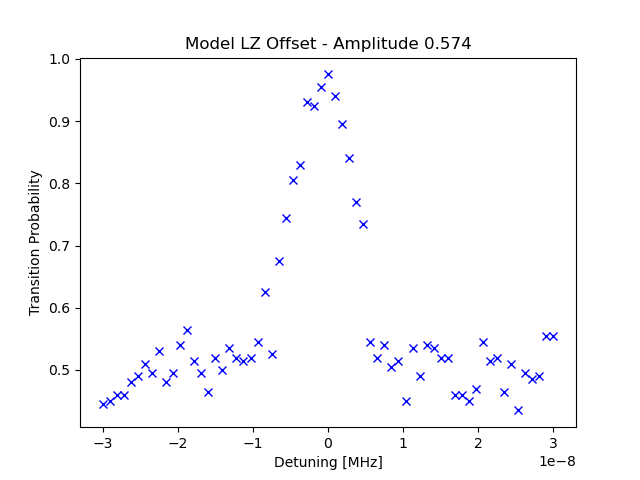 Model LZ Offset - Amplitude 0.574
Transition Probability
1.0
0.9
0.8
0.7
0.6
0.5
−3 −2 −1 0 1 2 3
1e−8
Detuning [MHz]